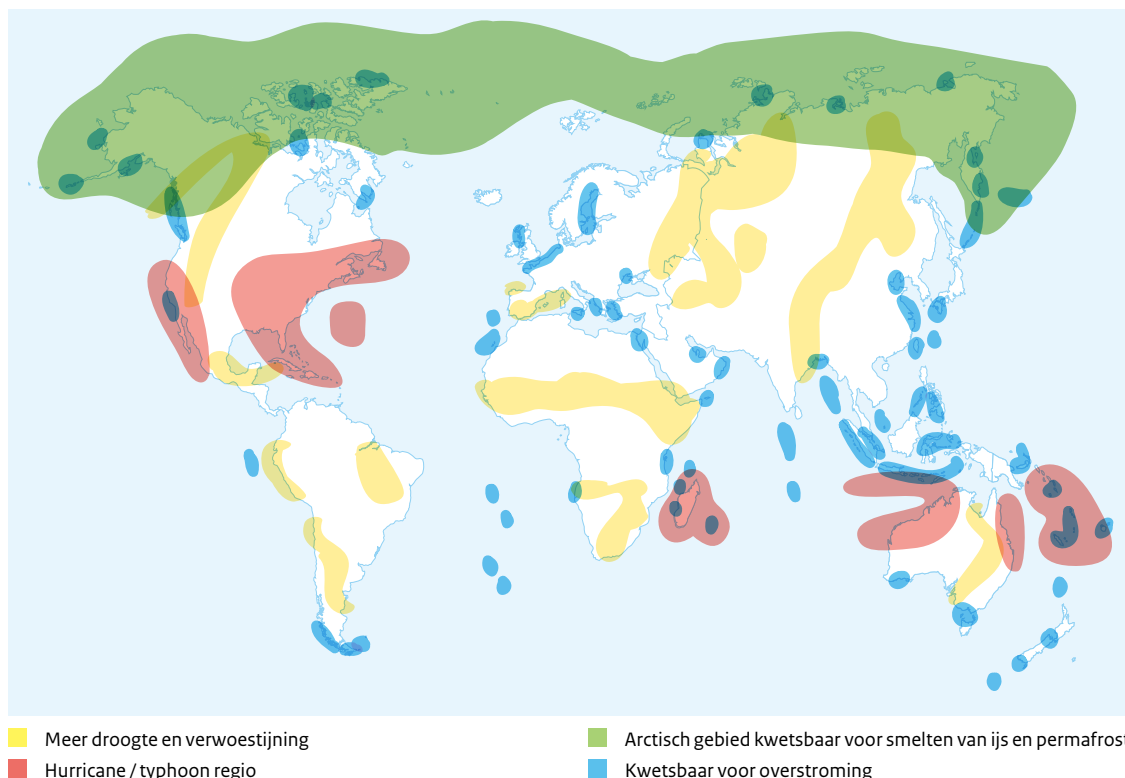 Meer droogte en verwoestijning
Hurricane / typhoon regio
Arctisch gebied kwetsbaar voor smelten van ijs en permafrost
Kwetsbaar voor overstroming